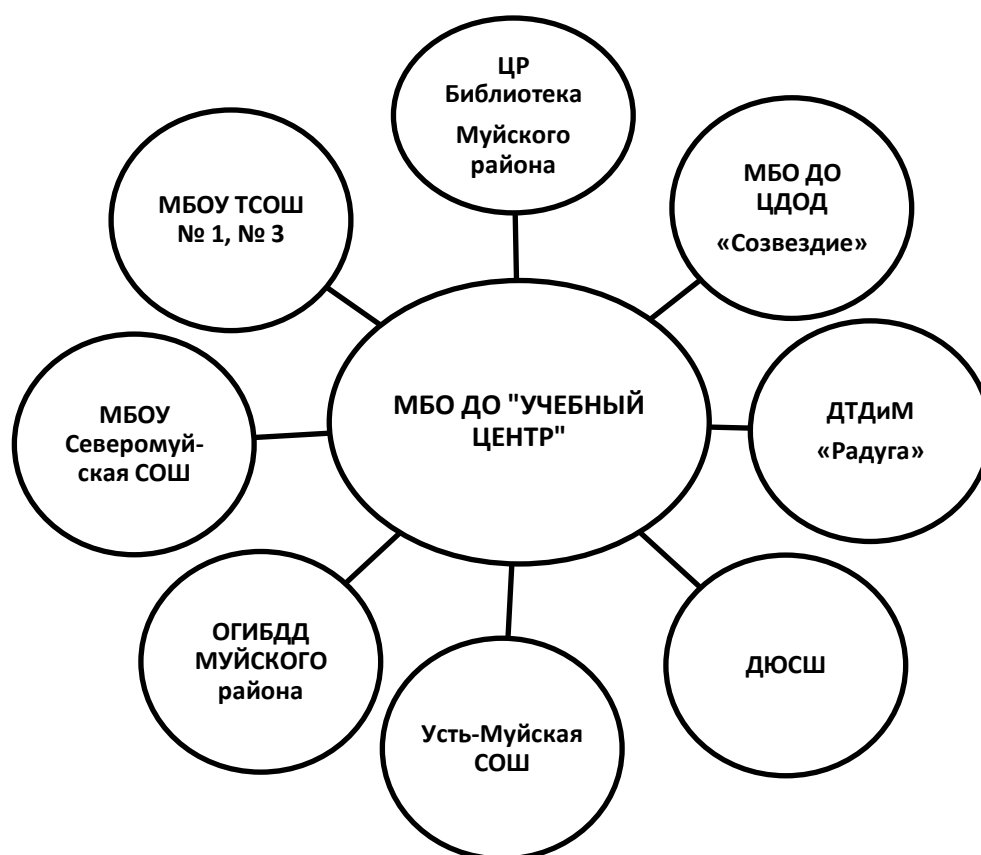 ЦР
Библиотека
Муйского
района
МБО ДО
ЦДОД
«Созвездие»
МБОУ ТСОШ
№ 1, № 3
МБО ДО "УЧЕБНЫЙ
ЦЕНТР"
ДТДиМ
«Радуга»
МБОУ
Северомуй-
ская СОШ
ОГИБДД
МУЙСКОГО
района
ДЮСШ
Усть-Муйская
СОШ